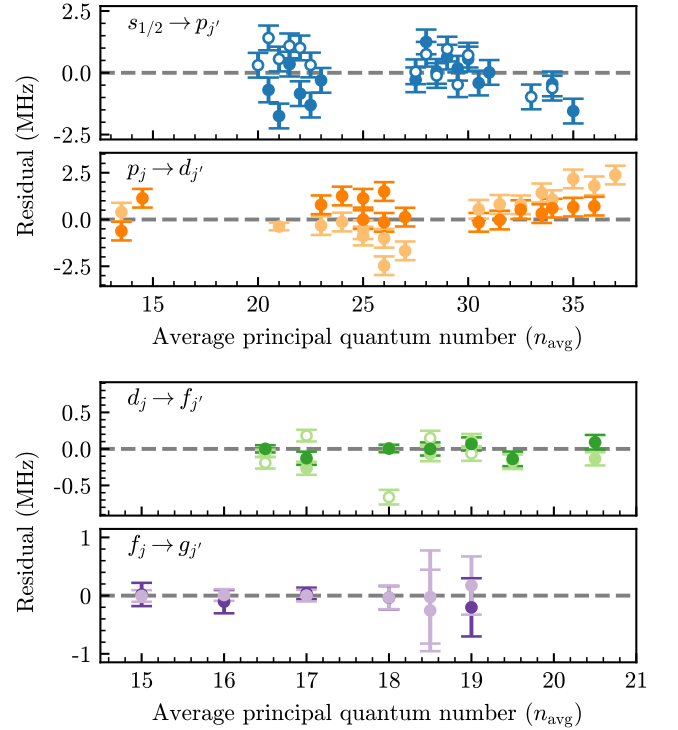 2.5
s1/2 → pj′
0.0
-2.5
Residual (MHz)
pj → dj′
2.5
0.0
-2.5
15 20 25 30 35
Average principal quantum number (navg)
dj → fj′
0.5
0.0
-0.5
Residual (MHz)
1
fj → gj′
0
-1
15 16 17 18 19 20 21
Average principal quantum number (navg)